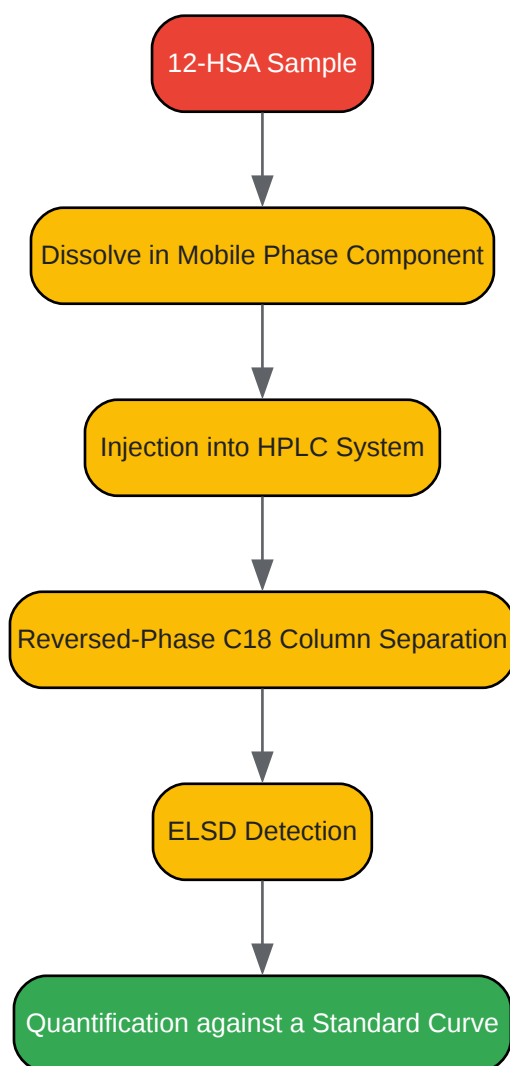 12-HSA Sample
Dissolve in Mobile Phase Component
Injection into HPLC System
Reversed-Phase C18 Column Separation
ELSD Detection
Quantification against a Standard Curve